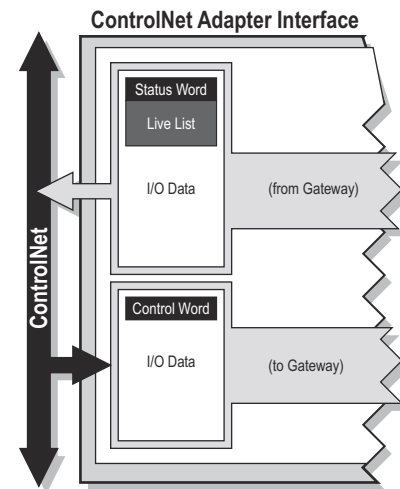 ControlNet Adapter Interface
Status Word
Live List
I/O Data
(from Gateway)
ControlNet
Control Word
I/O Data
(to Gateway)